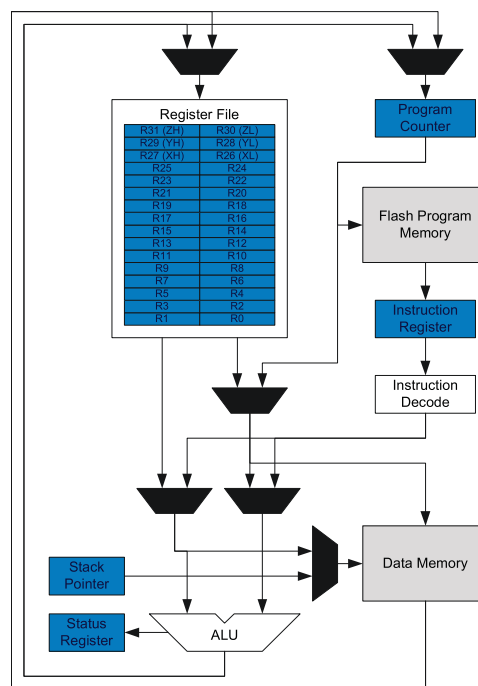 Register File
R31 (ZH) R30 (ZL)
R29 (YH) R28 (YL)
R27 (XH) R26 (XL)
R25 R24
R23 R22
R21 R20
R19 R18
R17 R16
R15 R14
R13 R12
R11 R10
R9 R8
R7 R6
R5 R4
R3 R2
R1 R0
Program
Counter
Flash Program
Memory
Instruction
Register
Instruction
Decode
Data Memory
Stack
Pointer
Status
Register
ALU